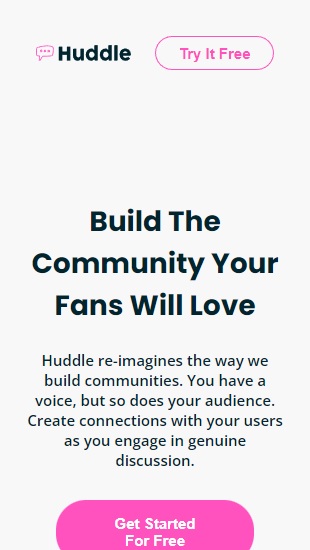 Huddle
Try It Free
Build The
Community Your
Fans Will Love
Huddle re-imagines the way we
build communities. You have a
voice, but so does your audience.
Create connections with your users
as you engage in genuine
discussion.
Get Started
For Free